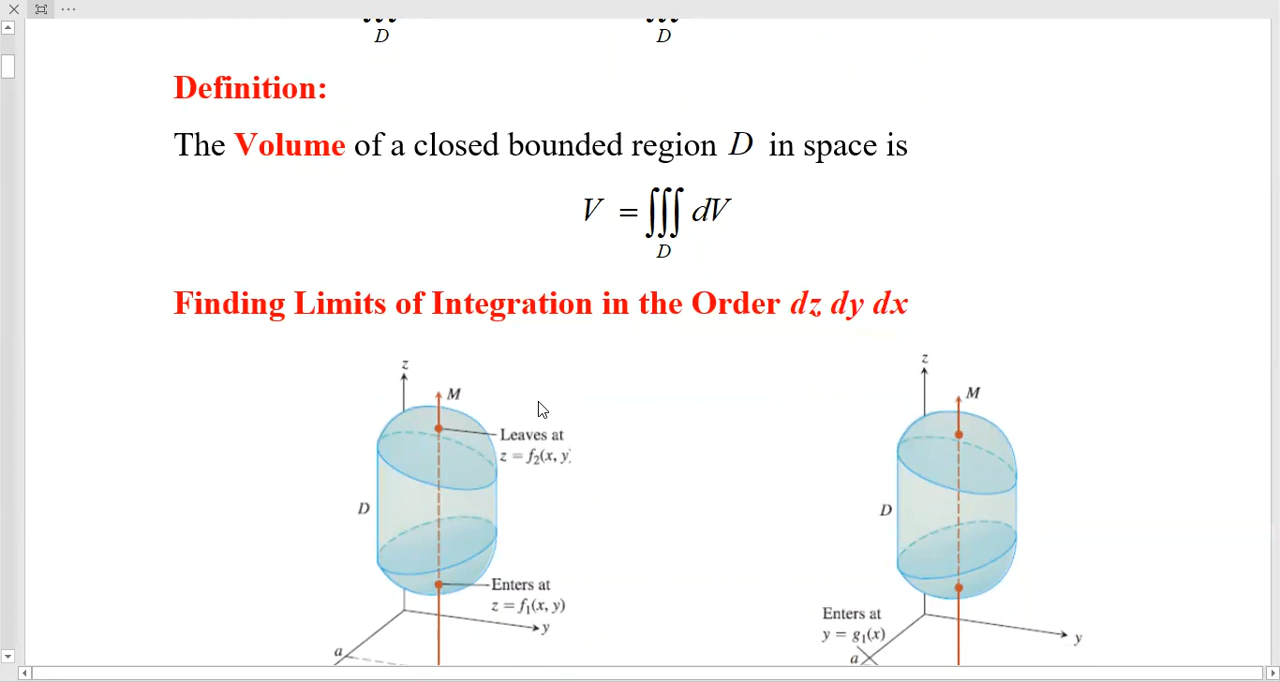 D
D
Definition:
The Volume of a closed bounded region D in space is
V = ∭ dV
D
Finding Limits of Integration in the Order dz dy dx
z
M
Leaves at
z = f₂(x, y)
D
Enters at
z = f₁(x, y)
y
a
z
M
D
Enters at
y = g₁(x)
y
a